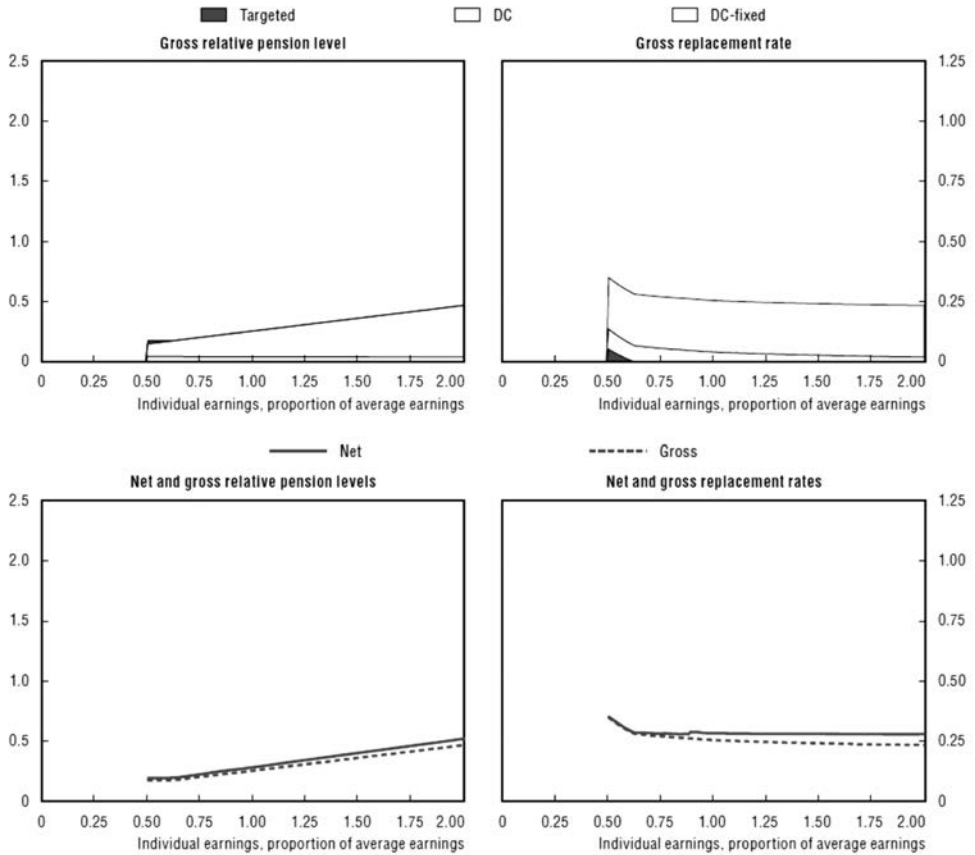 Targeted DC DC-fixed
Gross relative pension level
2.5
2.0
1.5
1.0
0.5
0
0 0.25 0.50 0.75 1.00 1.25 1.50 1.75 2.00
Individual earnings, proportion of average earnings
Gross replacement rate
1.25
1.00
0.75
0.50
0.25
0
0 0.25 0.50 0.75 1.00 1.25 1.50 1.75 2.00
Individual earnings, proportion of average earnings
Net Gross
Net and gross relative pension levels
2.5
2.0
1.5
1.0
0.5
0
0 0.25 0.50 0.75 1.00 1.25 1.50 1.75 2.00
Individual earnings, proportion of average earnings
Net and gross replacement rates
1.25
1.00
0.75
0.50
0.25
0
0 0.25 0.50 0.75 1.00 1.25 1.50 1.75 2.00
Individual earnings, proportion of average earnings